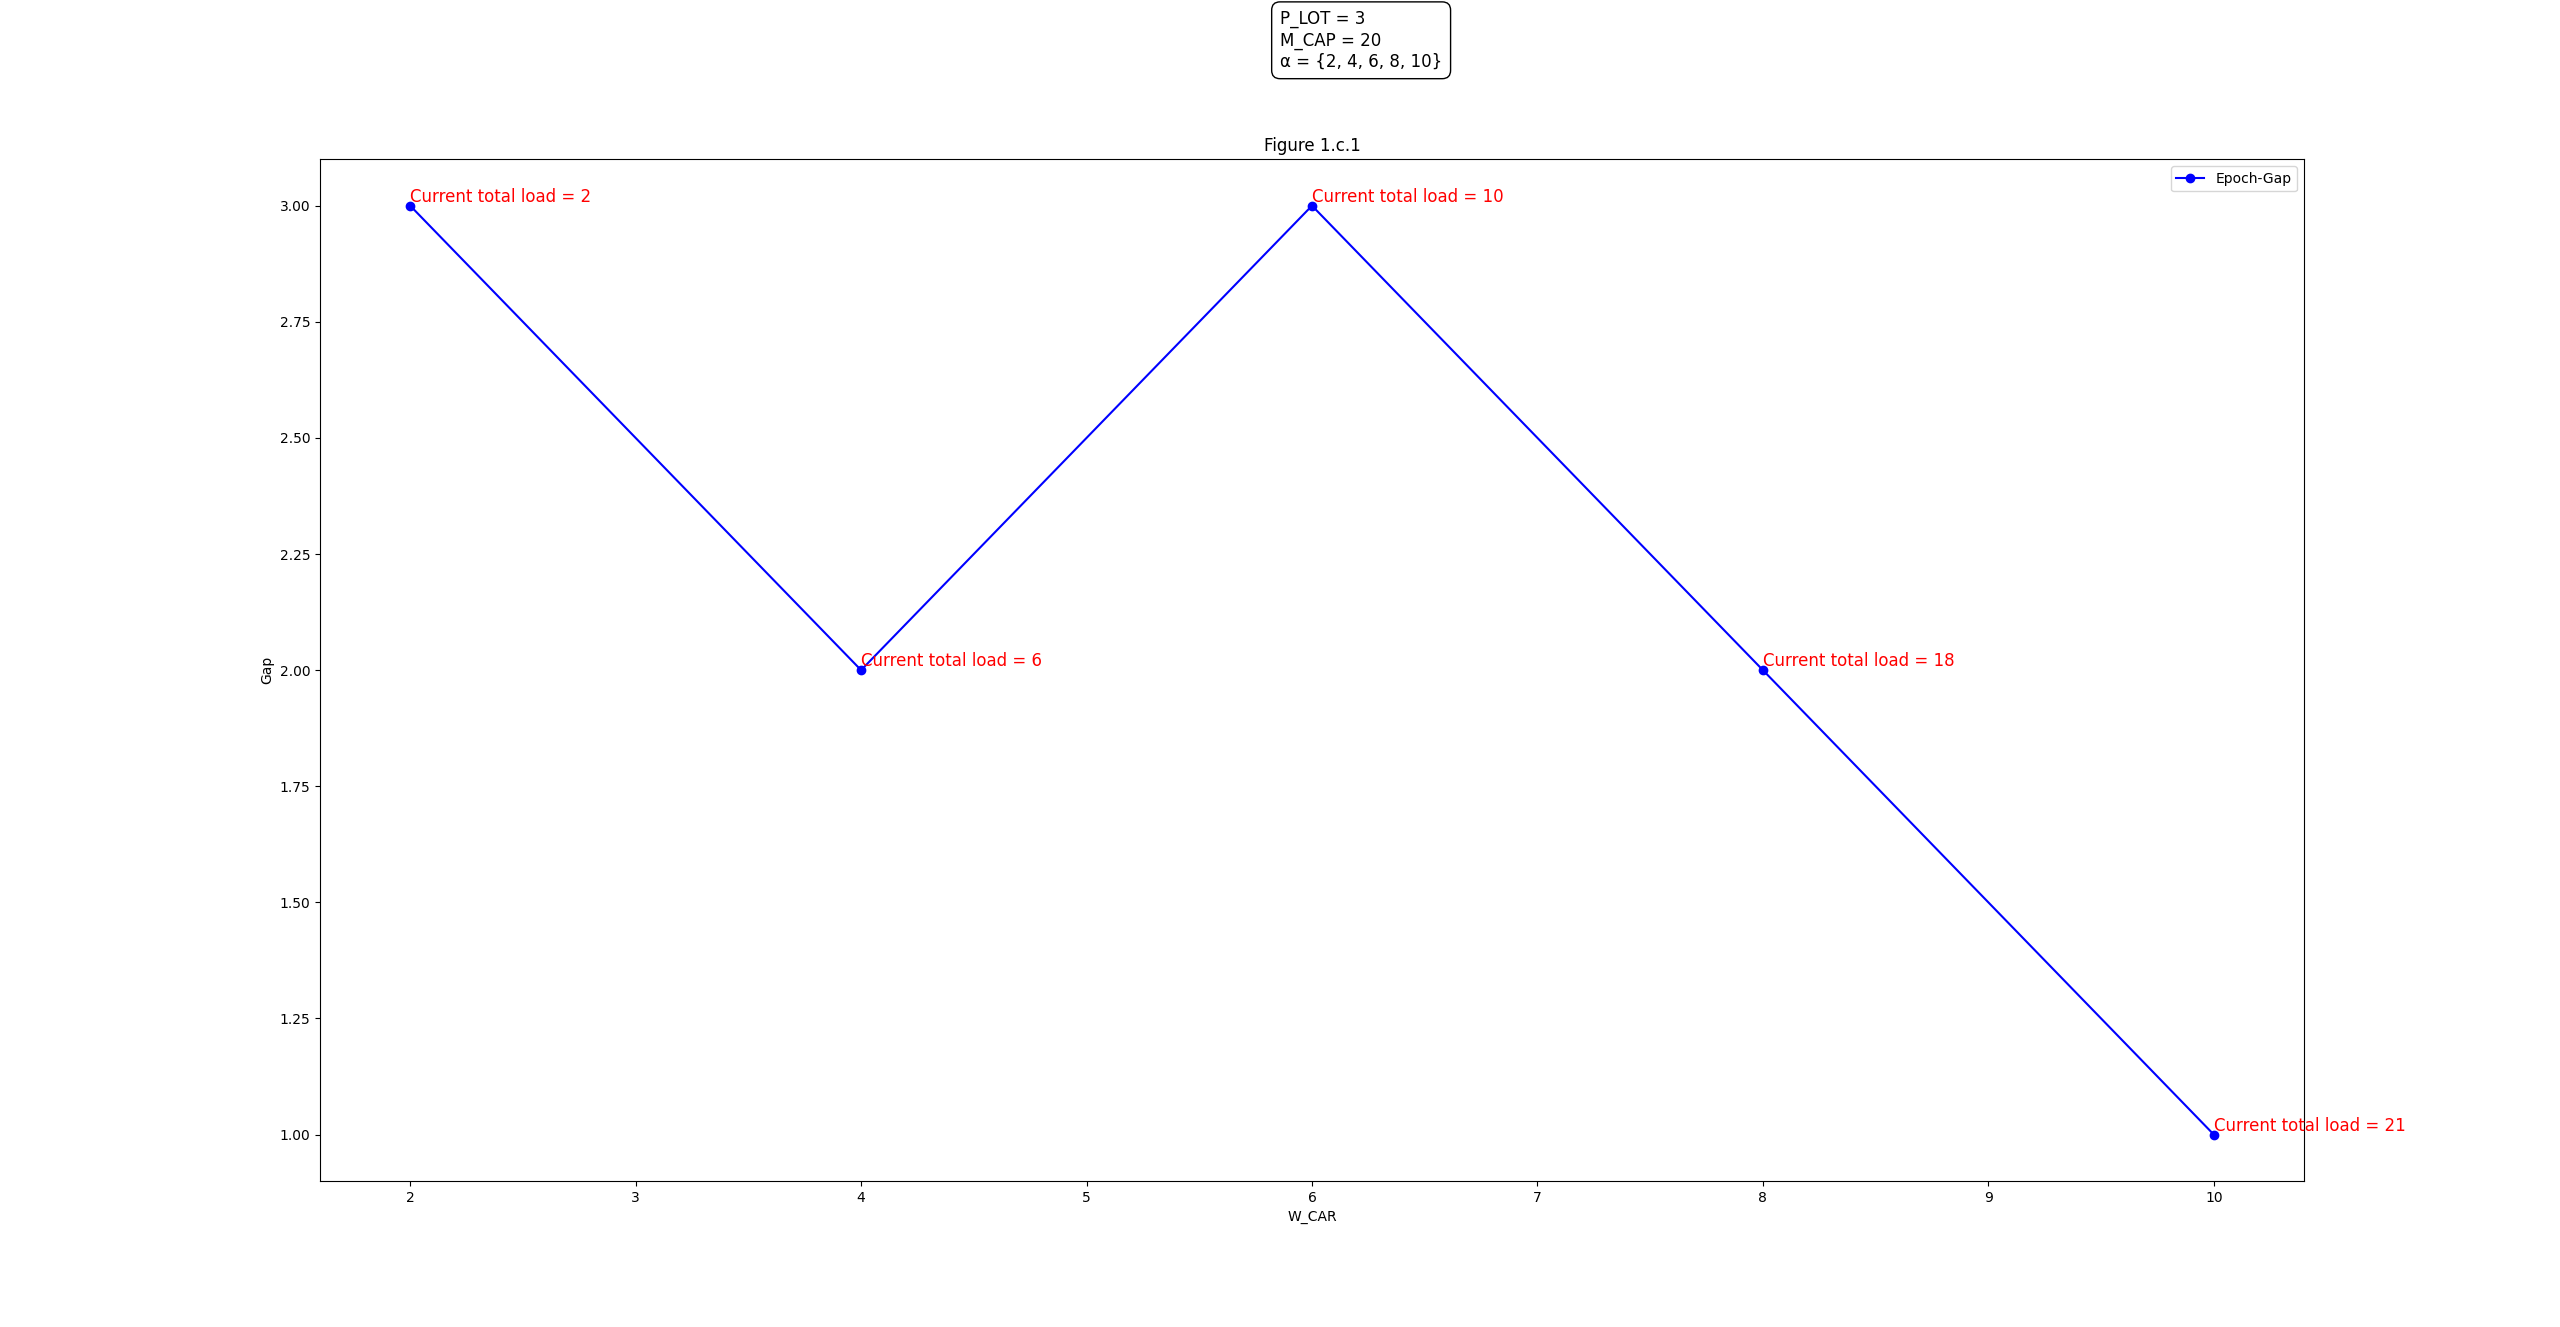 P_LOT = 3
M_CAP = 20
α = {2, 4, 6, 8, 10}
Figure 1.c.1
Epoch-Gap
Current total load = 2
Current total load = 10
Current total load = 6
Current total load = 18
Current total load = 21
3.00
2.75
2.50
2.25
2.00
1.75
1.50
1.25
1.00
Gap
2 3 4 5 6 7 8 9 10
W_CAR